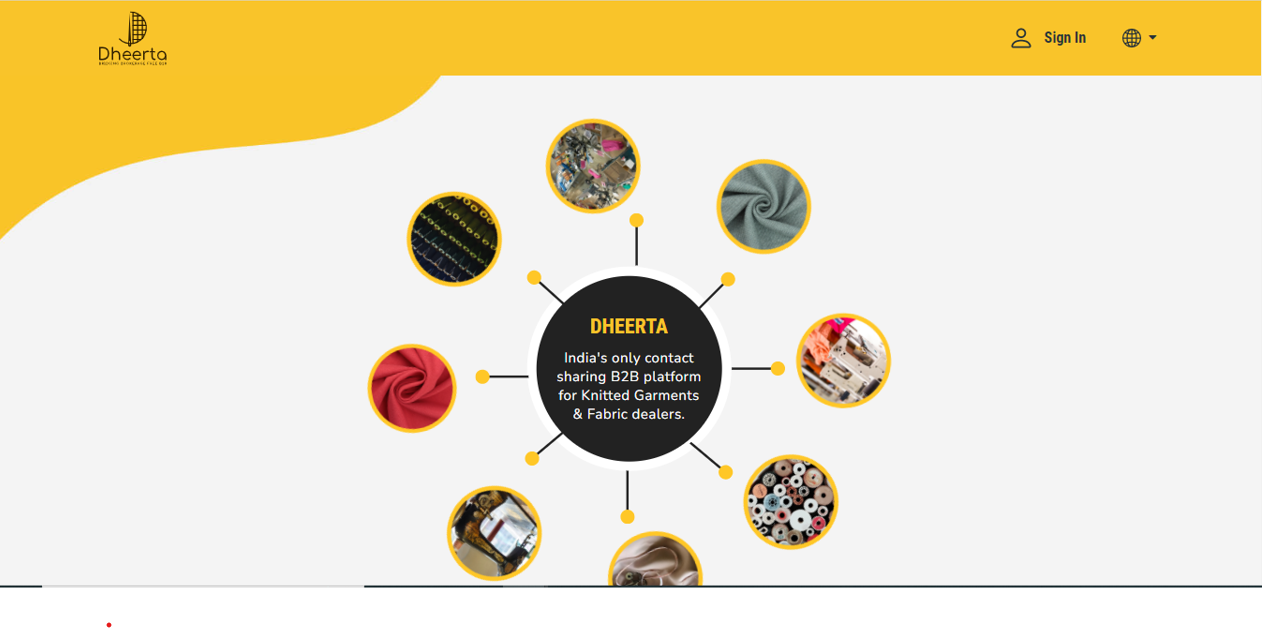 Dheerta
Sign In
DHEERTA
India's only contact
sharing B2B platform
for Knitted Garments
& Fabric dealers.